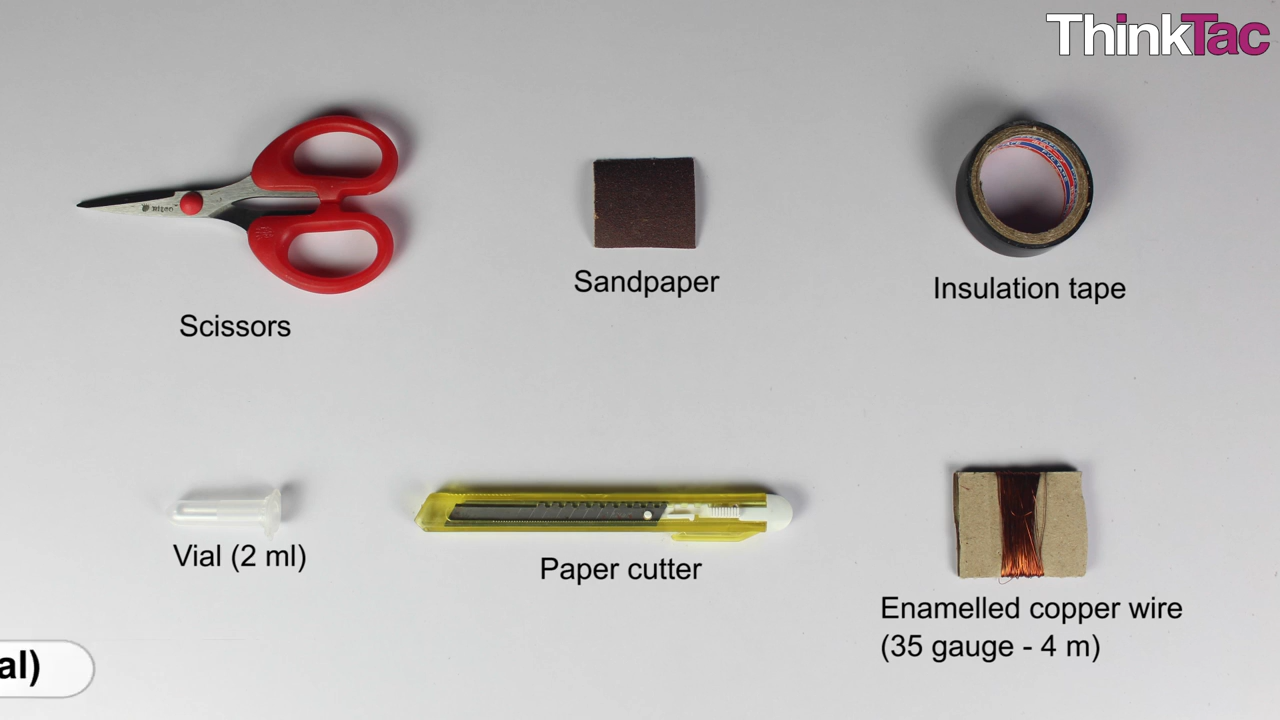 ThinkTac
Scissors
Sandpaper
Insulation tape
Vial (2 ml)
Paper cutter
Enamelled copper wire
(35 gauge - 4 m)
al)